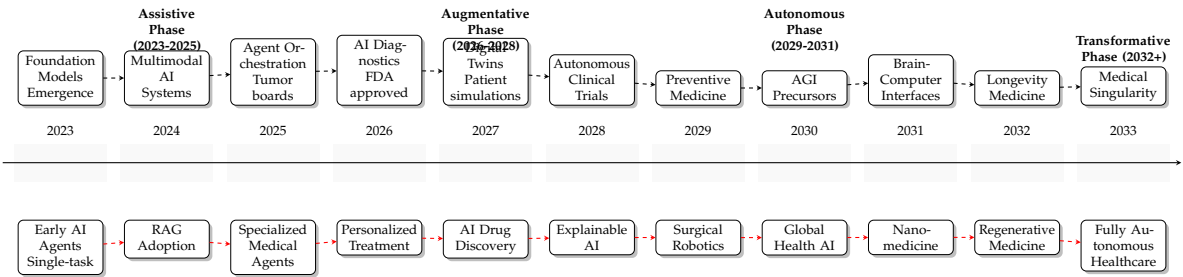 Assistive
Phase
(2023-2025)
Augmentative
Phase
(2026-2028)
Autonomous
Phase
(2029-2031)
Transformative
Phase (2032+)
Foundation
Models
Emergence
Multimodal
AI
Systems
Agent Or-
chestration
Tumor
boards
AI Diag-
nostics
FDA
approved
Digital
Twins
Patient
simulations
Autonomous
Clinical
Trials
Preventive
Medicine
AGI
Precursors
Brain-
Computer
Interfaces
Longevity
Medicine
Medical
Singularity
2023
2024
2025
2026
2027
2028
2029
2030
2031
2032
2033
Early AI
Agents
Single-task
RAG
Adoption
Specialized
Medical
Agents
Personalized
Treatment
AI Drug
Discovery
Explainable
AI
Surgical
Robotics
Global
Health AI
Nano-
medicine
Regenerative
Medicine
Fully Au-
tonomous
Healthcare